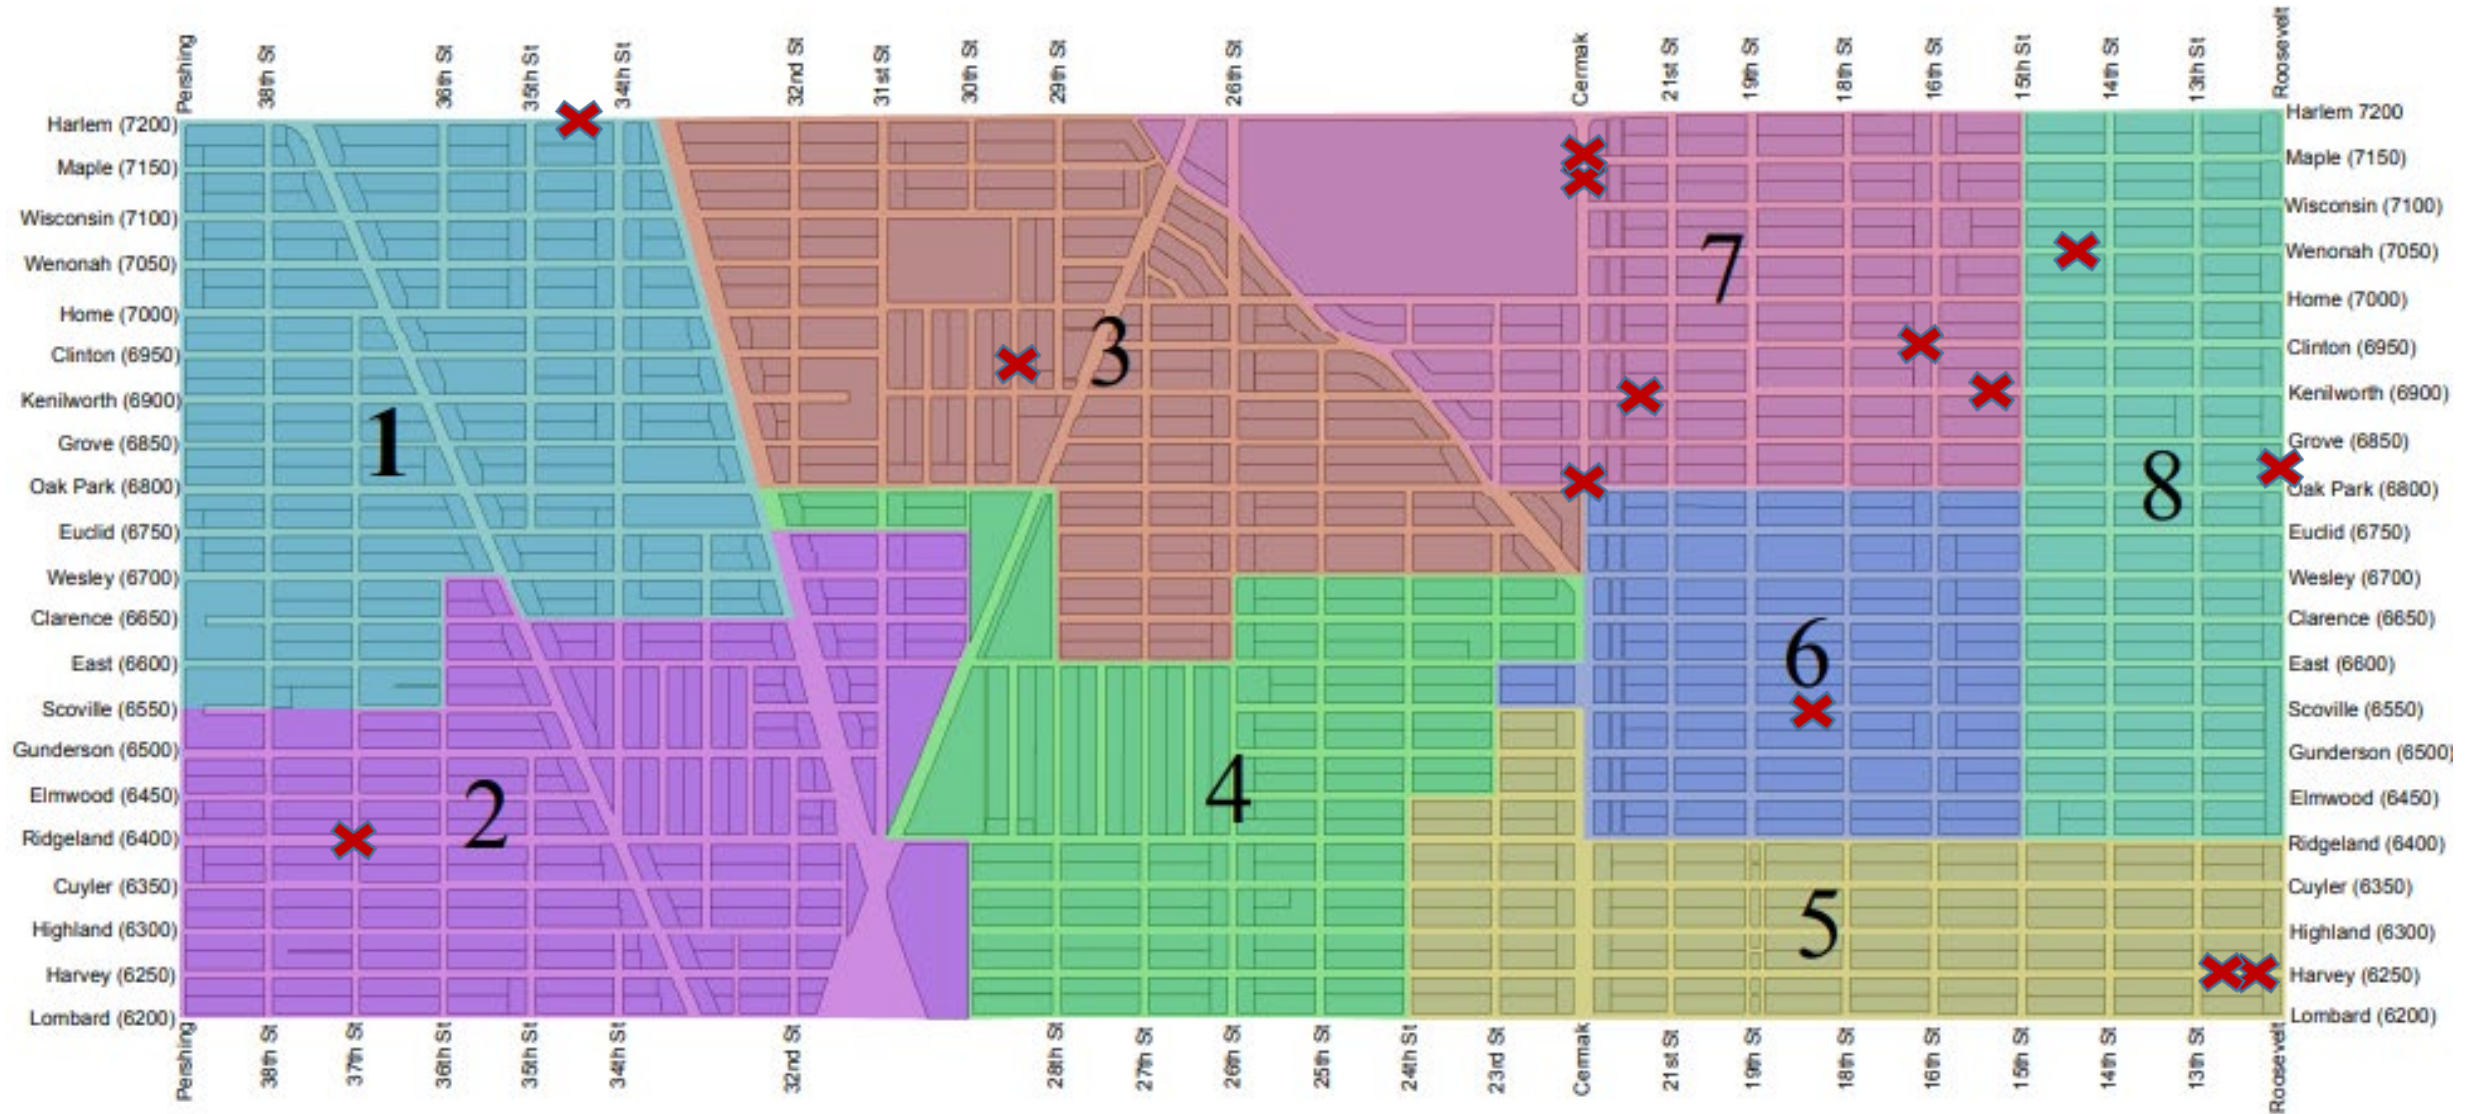 Pershing
38th St
36th St
35th St
34th St
32nd St
31st St
30th St
29th St
26th St
Cermak
21st St
19th St
18th St
16th St
15th St
14th St
13th St
Roosevelt
Harlem (7200)
Maple (7150)
Wisconsin (7100)
Wenonah (7050)
Home (7000)
Clinton (6950)
Kenilworth (6900)
Grove (6850)
Oak Park (6800)
Euclid (6750)
Wesley (6700)
Clarence (6650)
East (6600)
Scoville (6550)
Gunderson (6500)
Elmwood (6450)
Ridgeland (6400)
Cuyler (6350)
Highland (6300)
Harvey (6250)
Lombard (6200)
1
2
3
4
5
6
7
8
Harlem 7200
Maple (7150)
Wisconsin (7100)
Wenonah (7050)
Home (7000)
Clinton (6950)
Kenilworth (6900)
Grove (6850)
Oak Park (6800)
Euclid (6750)
Wesley (6700)
Clarence (6650)
East (6600)
Scoville (6550)
Gunderson (6500)
Elmwood (6450)
Ridgeland (6400)
Cuyler (6350)
Highland (6300)
Harvey (6250)
Lombard (6200)
Pershing
38th St
37th St
36th St
35th St
34th St
32nd St
28th St
27th St
26th St
25th St
24th St
23rd St
Cermak
21st St
19th St
18th St
16th St
15th St
14th St
13th St
Roosevelt